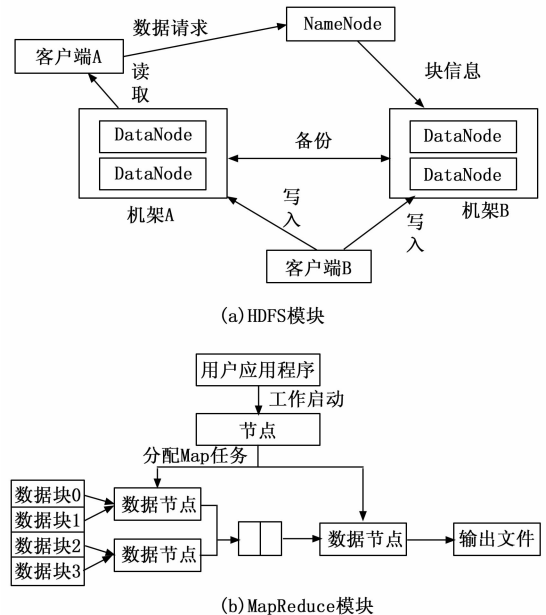 数据请求
NameNode
客户端A
读取
块信息
DataNode
DataNode
备份
DataNode
DataNode
机架A
写入
写入
机架B
客户端B
(a)HDFS模块
用户应用程序
工作启动
节点
分配Map任务
数据块0
数据块1
数据块2
数据块3
数据节点
数据节点
数据节点
输出文件
(b)MapReduce模块